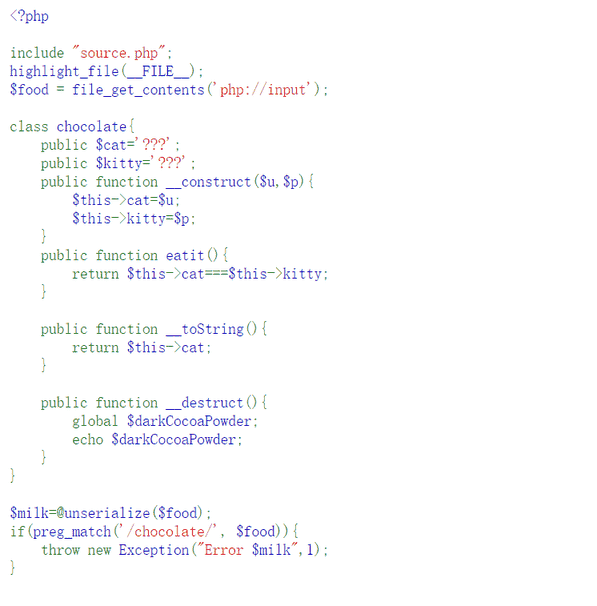 <?php
include "source.php";
highlight_file(__FILE__);
$food = file_get_contents('php://input');
class chocolate{
public $cat='???';
public $kitty='???';
public function __construct($u,$p){
$this->cat=$u;
$this->kitty=$p;
}
public function eatit(){
return $this->cat===$this->kitty;
}
public function __toString(){
return $this->cat;
}
public function __destruct(){
global $darkCocoaPowder;
echo $darkCocoaPowder;
}
}
$milk=@unserialize($food);
if(preg_match('/chocolate/', $food)){
throw new Exception("Error $milk",1);
}